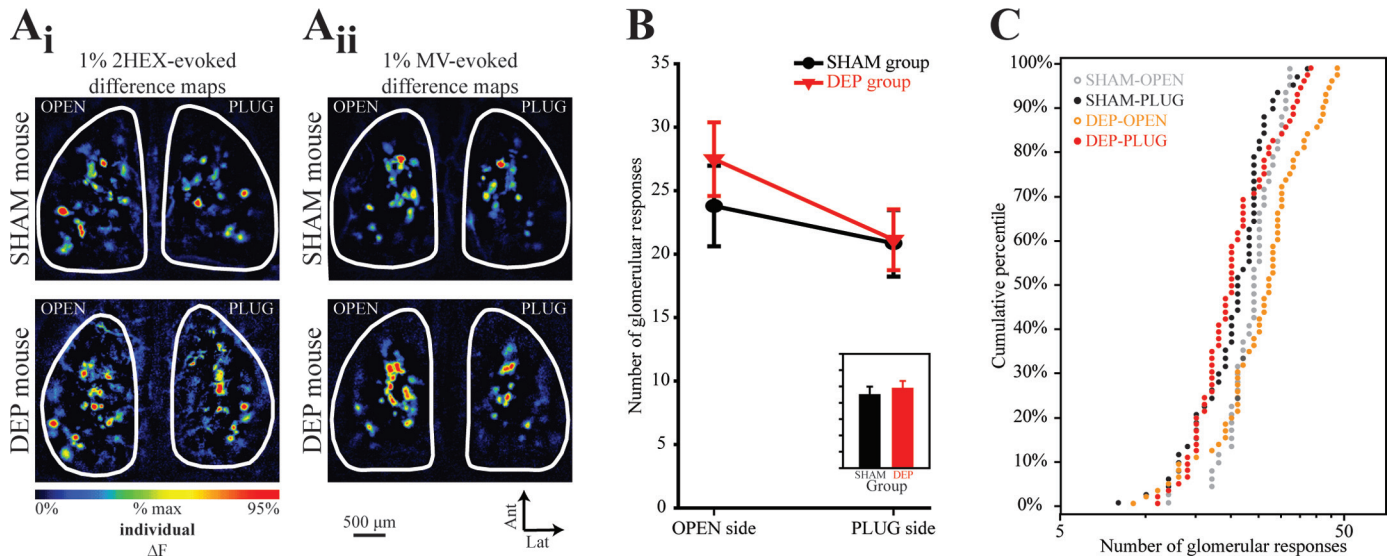 Ai
1% 2HEX-evoked
difference maps
OPEN
PLUG
SHAM mouse
OPEN
PLUG
DEP mouse
0%
% max
95%
individual
ΔF
Aii
1% MV-evoked
difference maps
OPEN
PLUG
SHAM mouse
OPEN
PLUG
DEP mouse
500 µm
Ant
Lat
B
SHAM group
DEP group
Number of glomeruluar responses
35
30
25
20
15
10
5
0
OPEN side
PLUG side
SHAM
DEP
Group
C
SHAM-OPEN
SHAM-PLUG
DEP-OPEN
DEP-PLUG
Cumulative percentile
100%
90%
80%
70%
60%
50%
40%
30%
20%
10%
0%
5
50
Number of glomerular responses